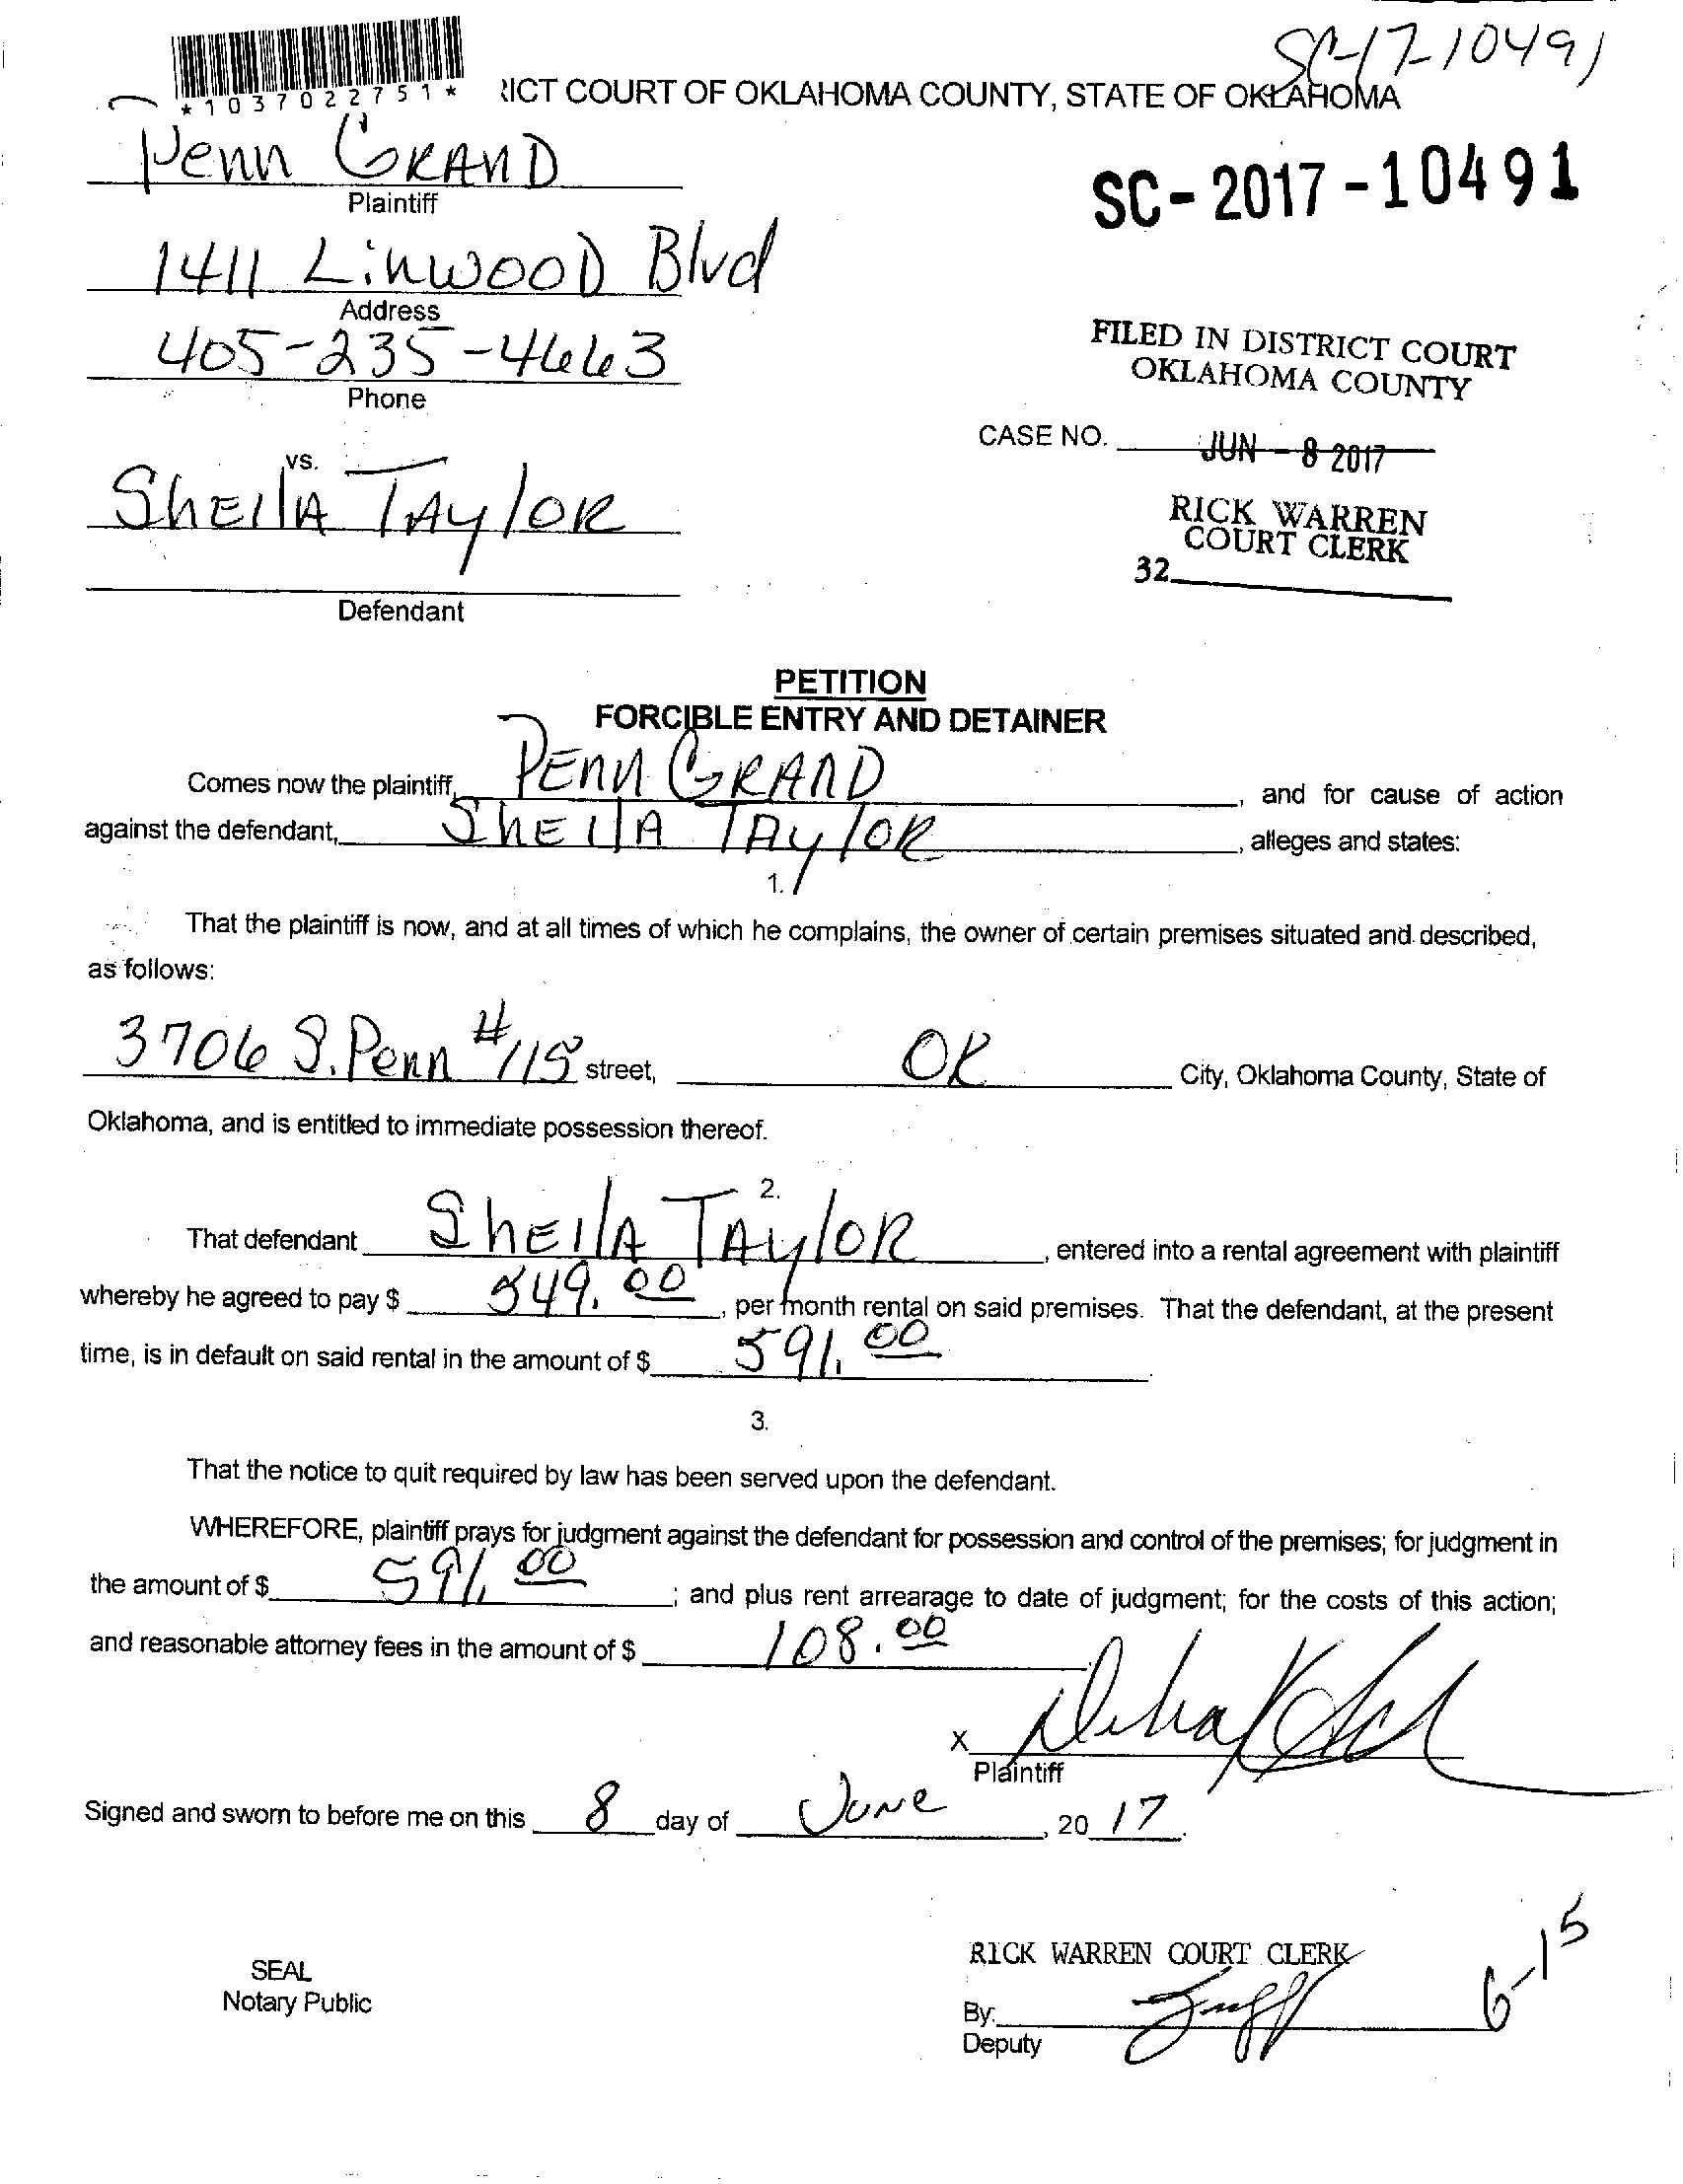 SC-17-10491
*1037022751*
RICT COURT OF OKLAHOMA COUNTY, STATE OF OKLAHOMA
Penn GRAND
Plaintiff
SC-2017-10491
1411 LinwooD Blvd
Address
405-235-4663
Phone
FILED IN DISTRICT COURT
OKLAHOMA COUNTY
CASE NO.
JUN - 8 2017
vs.
ShEilA TAylOR
RICK WARREN
COURT CLERK
32
Defendant
PETITION
FORCIBLE ENTRY AND DETAINER
Comes now the plaintiff, PEnn GRAnD, and for cause of action
against the defendant, ShEilA TAylOR, alleges and states:
1.
That the plaintiff is now, and at all times of which he complains, the owner of certain premises situated and described,
as follows:
3706 S. Penn #115 street, OK City, Oklahoma County, State of
Oklahoma, and is entitled to immediate possession thereof.
2.
That defendant ShEilA TAylOR, entered into a rental agreement with plaintiff
whereby he agreed to pay $ 549.00, per month rental on said premises. That the defendant, at the present
time, is in default on said rental in the amount of $ 591.00
3.
That the notice to quit required by law has been served upon the defendant.
WHEREFORE, plaintiff prays for judgment against the defendant for possession and control of the premises; for judgment in
the amount of $ 591.00; and plus rent arrearage to date of judgment; for the costs of this action;
and reasonable attorney fees in the amount of $ 108.00
X
Plaintiff
Signed and sworn to before me on this 8 day of June, 20 17.
RICK WARREN COURT CLERK
6-15
SEAL
Notary Public
By:
Deputy